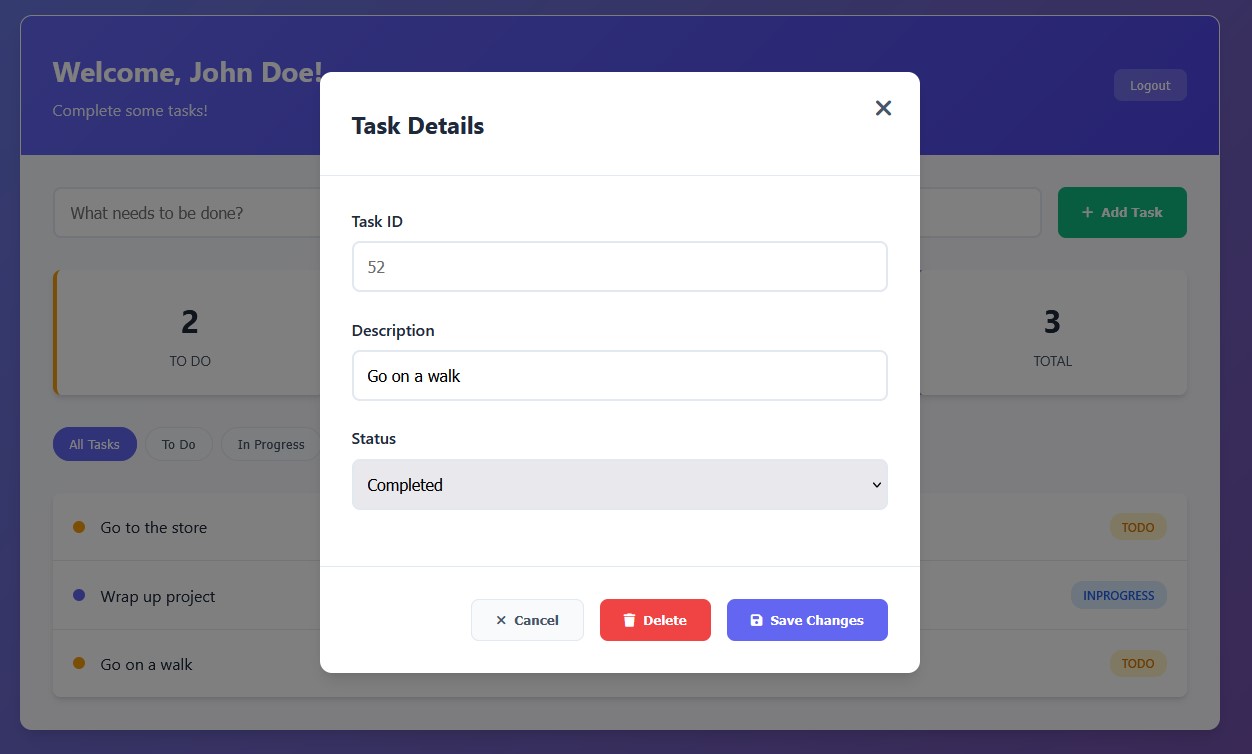 Welcome, John Doe!
Complete some tasks!
Logout
What needs to be done?
+ Add Task
2
TO DO
3
TOTAL
All Tasks
To Do
In Progress
Go to the store
TODO
Wrap up project
INPROGRESS
Go on a walk
TODO
Task Details
Task ID
52
Description
Go on a walk
Status
Completed
Cancel
Delete
Save Changes